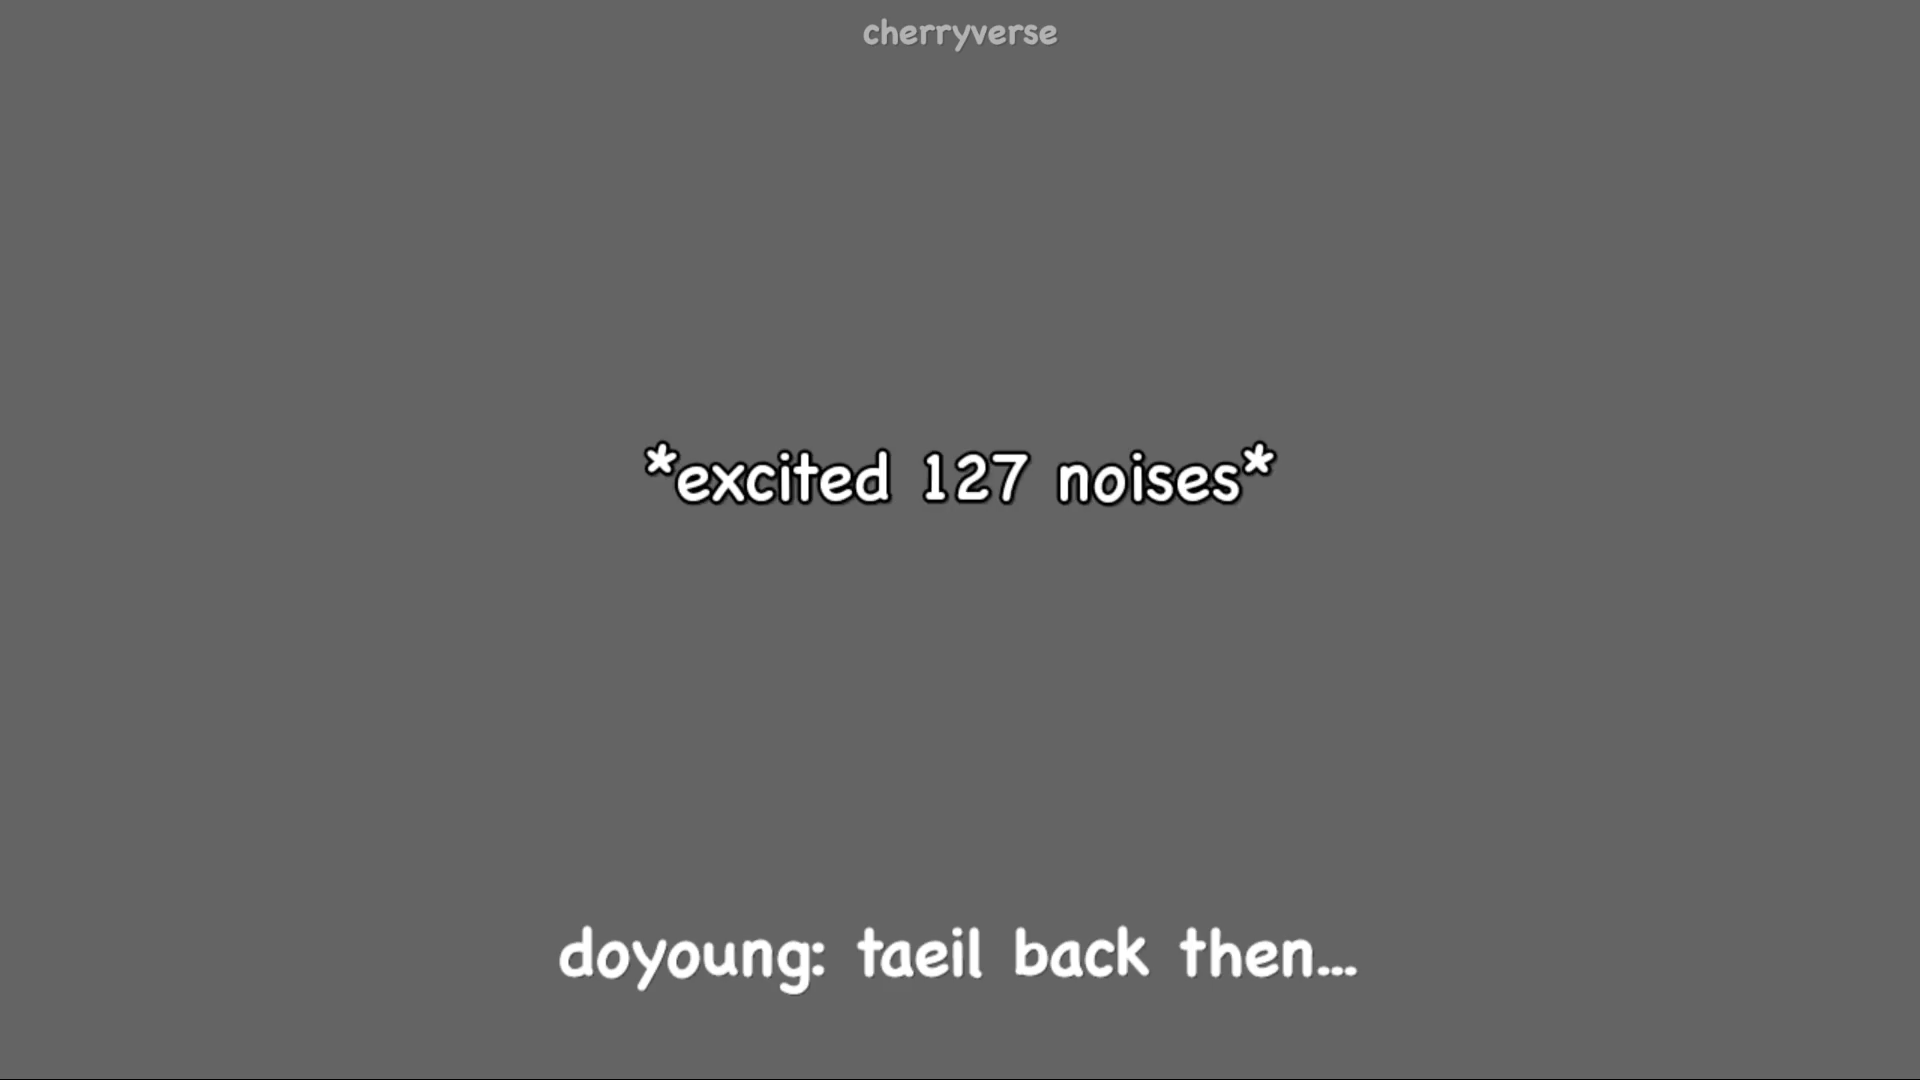 cherryverse
*excited 127 noises*
doyoung: taeil back then...